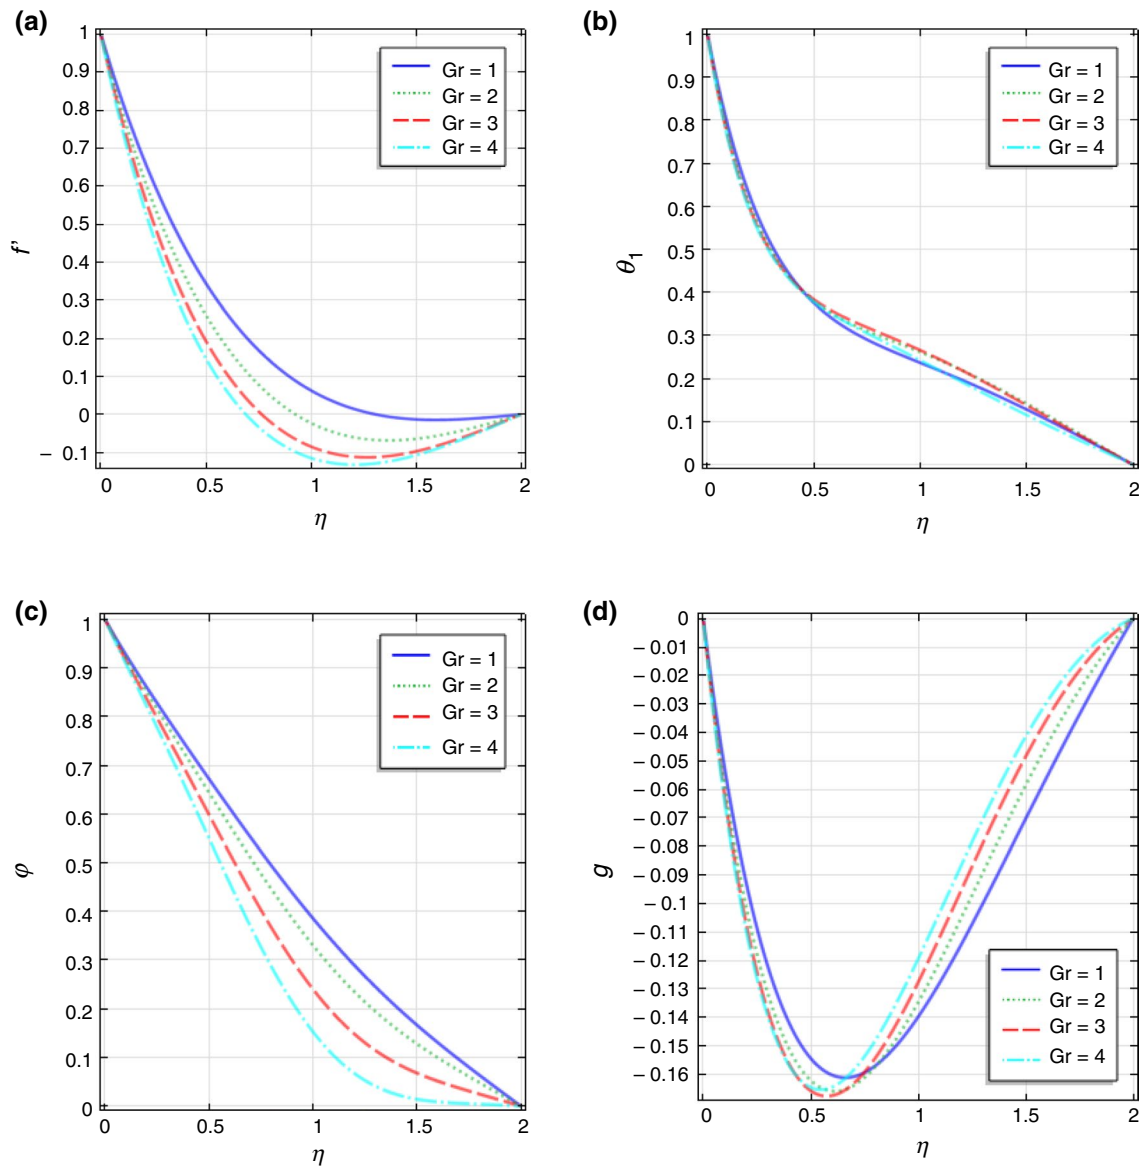 (a)
1
0.9
0.8
0.7
0.6
0.5
0.4
0.3
0.2
0.1
0
– 0.1
f'
0 0.5 1 1.5 2
η
Gr = 1
Gr = 2
Gr = 3
Gr = 4
(b)
1
0.9
0.8
0.7
0.6
0.5
0.4
0.3
0.2
0.1
0
θ₁
0 0.5 1 1.5 2
η
Gr = 1
Gr = 2
Gr = 3
Gr = 4
(c)
1
0.9
0.8
0.7
0.6
0.5
0.4
0.3
0.2
0.1
0
φ
0 0.5 1 1.5 2
η
Gr = 1
Gr = 2
Gr = 3
Gr = 4
(d)
0
– 0.01
– 0.02
– 0.03
– 0.04
– 0.05
– 0.06
– 0.07
– 0.08
– 0.09
– 0.1
– 0.11
– 0.12
– 0.13
– 0.14
– 0.15
– 0.16
g
0 0.5 1 1.5 2
η
Gr = 1
Gr = 2
Gr = 3
Gr = 4